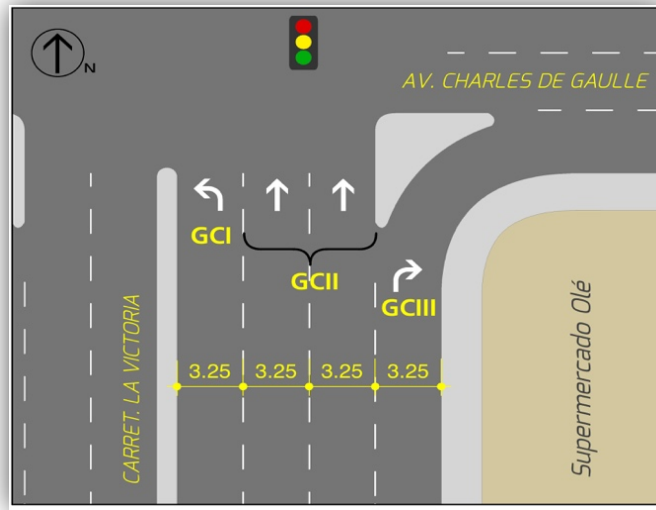 N
AV. CHARLES DE GAULLE
GCI
GCII
GCIII
3.25 3.25 3.25 3.25
CARRET. LA VICTORIA
Supermercado Olé